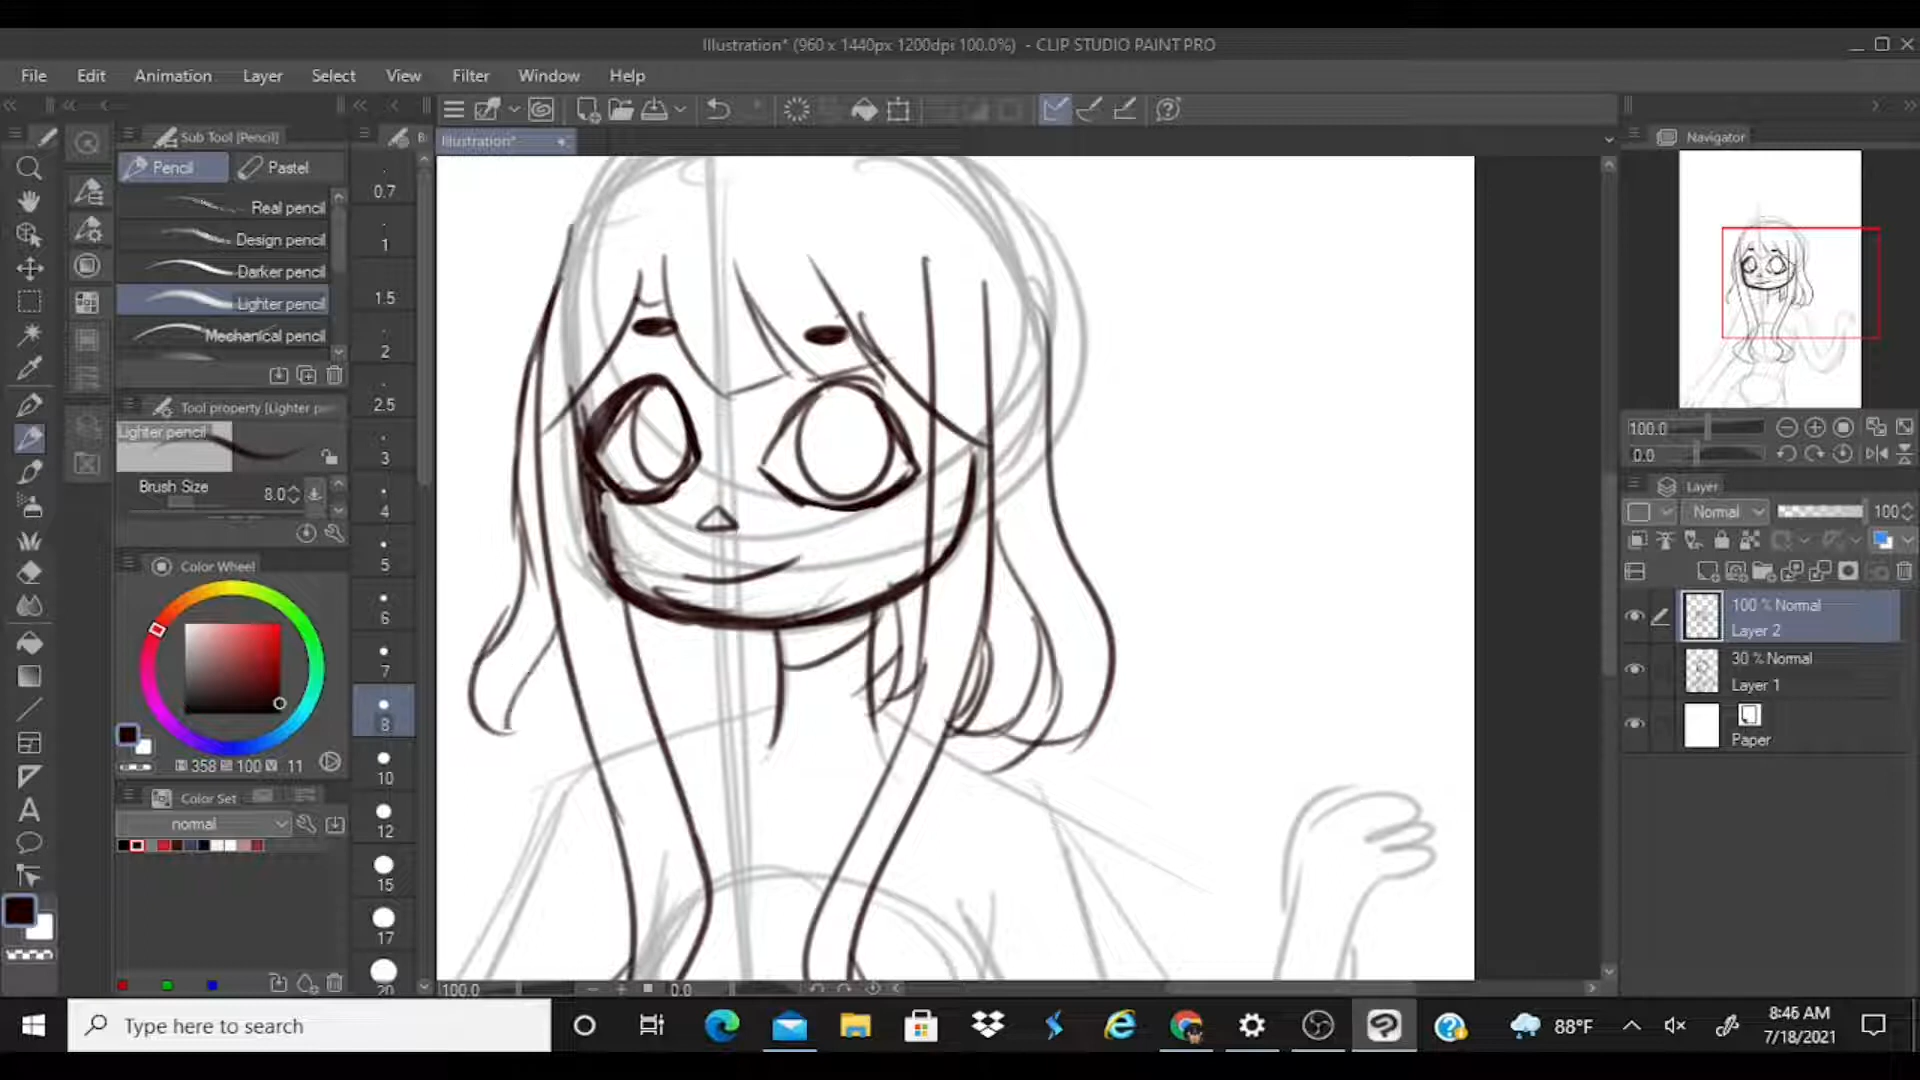 Illustration* (960 x 1440px 1200dpi 100.0%) - CLIP STUDIO PAINT PRO
File Edit Animation Layer Select View Filter Window Help
Sub Tool [Pencil]
Pencil Pastel
Real pencil
Design pencil
Darker pencil
Lighter pencil
Mechanical pencil
Tool property [Lighter pe
Lighter pencil
Brush Size 8.0
Color Wheel
358 100 11
Color Set
normal
B
0.7
1
1.5
2
2.5
3
4
5
6
7
8
10
12
15
17
20
Illustration*
100.0 0.0
Navigator
100.0
0.0
Layer
Normal 100
100 % Normal
Layer 2
30 % Normal
Layer 1
Paper
Type here to search
88°F
8:46 AM
7/18/2021